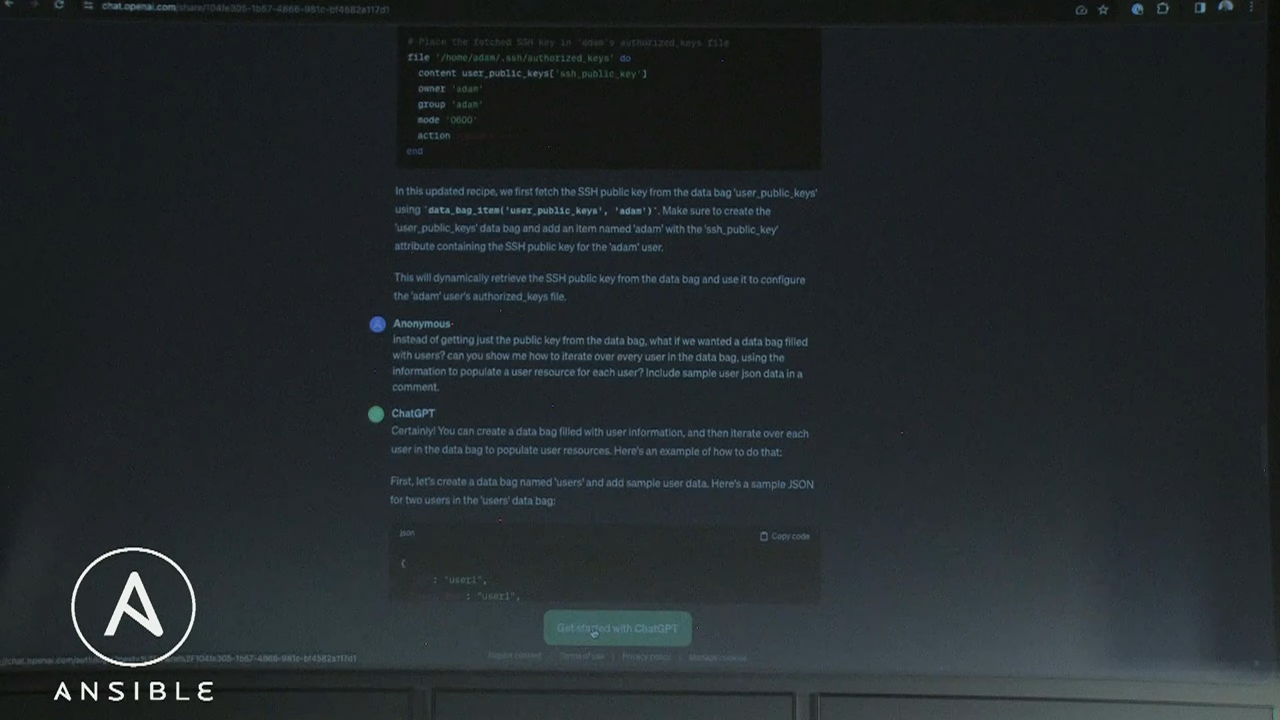 # Place the fetched SSH key in 'adam's authorized_keys file
file '/home/adam/.ssh/authorized_keys' do
content user_public_keys['ssh_public_key']
owner 'adam'
group 'adam'
mode '0600'
action
end
In this updated recipe, we first fetch the SSH public key from the data bag 'user_public_keys'
using `data_bag_item('user_public_keys', 'adam')`. Make sure to create the
'user_public_keys' data bag and add an item named 'adam' with the 'ssh_public_key'
attribute containing the SSH public key for the 'adam' user.
This will dynamically retrieve the SSH public key from the data bag and use it to configure
the 'adam' user's authorized_keys file.
Anonymous
instead of getting just the public key from the data bag, what if we wanted a data bag filled
with users? can you show me how to iterate over every user in the data bag, using the
information to populate a user resource for each user? Include sample user json data in a
comment.
ChatGPT
Certainly! You can create a data bag filled with user information, and then iterate over each
user in the data bag to populate user resources. Here's an example of how to do that:
First, let's create a data bag named 'users' and add sample user data. Here's a sample JSON
for two users in the 'users' data bag:
json
Copy code
{
: "user1",
: "user1",
Get started with ChatGPT
Report content | Terms of use | Privacy policy | Manage cookies
A
ANSIBLE